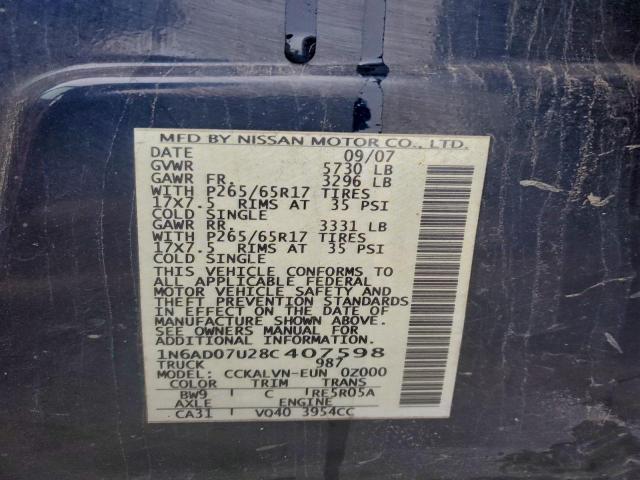 MFD BY NISSAN MOTOR CO., LTD.
DATE 09/07
GVWR 5730 LB
GAWR FR. 3296 LB
WITH P265/65R17 TIRES
17X7.5 RIMS AT 35 PSI
COLD SINGLE
GAWR RR. 3331 LB
WITH P265/65R17 TIRES
17X7.5 RIMS AT 35 PSI
COLD SINGLE
THIS VEHICLE CONFORMS TO
ALL APPLICABLE FEDERAL
MOTOR VEHICLE SAFETY AND
THEFT PREVENTION STANDARDS
IN EFFECT ON THE DATE OF
MANUFACTURE SHOWN ABOVE.
SEE OWNERS MANUAL FOR
ADDITIONAL INFORMATION.
1N6AD07U28C407598
TRUCK 987
MODEL: CCKALVN-EUN 0Z000
COLOR TRIM TRANS
BW9 C RE5R05A
AXLE ENGINE
CA31 VQ40 3954CC